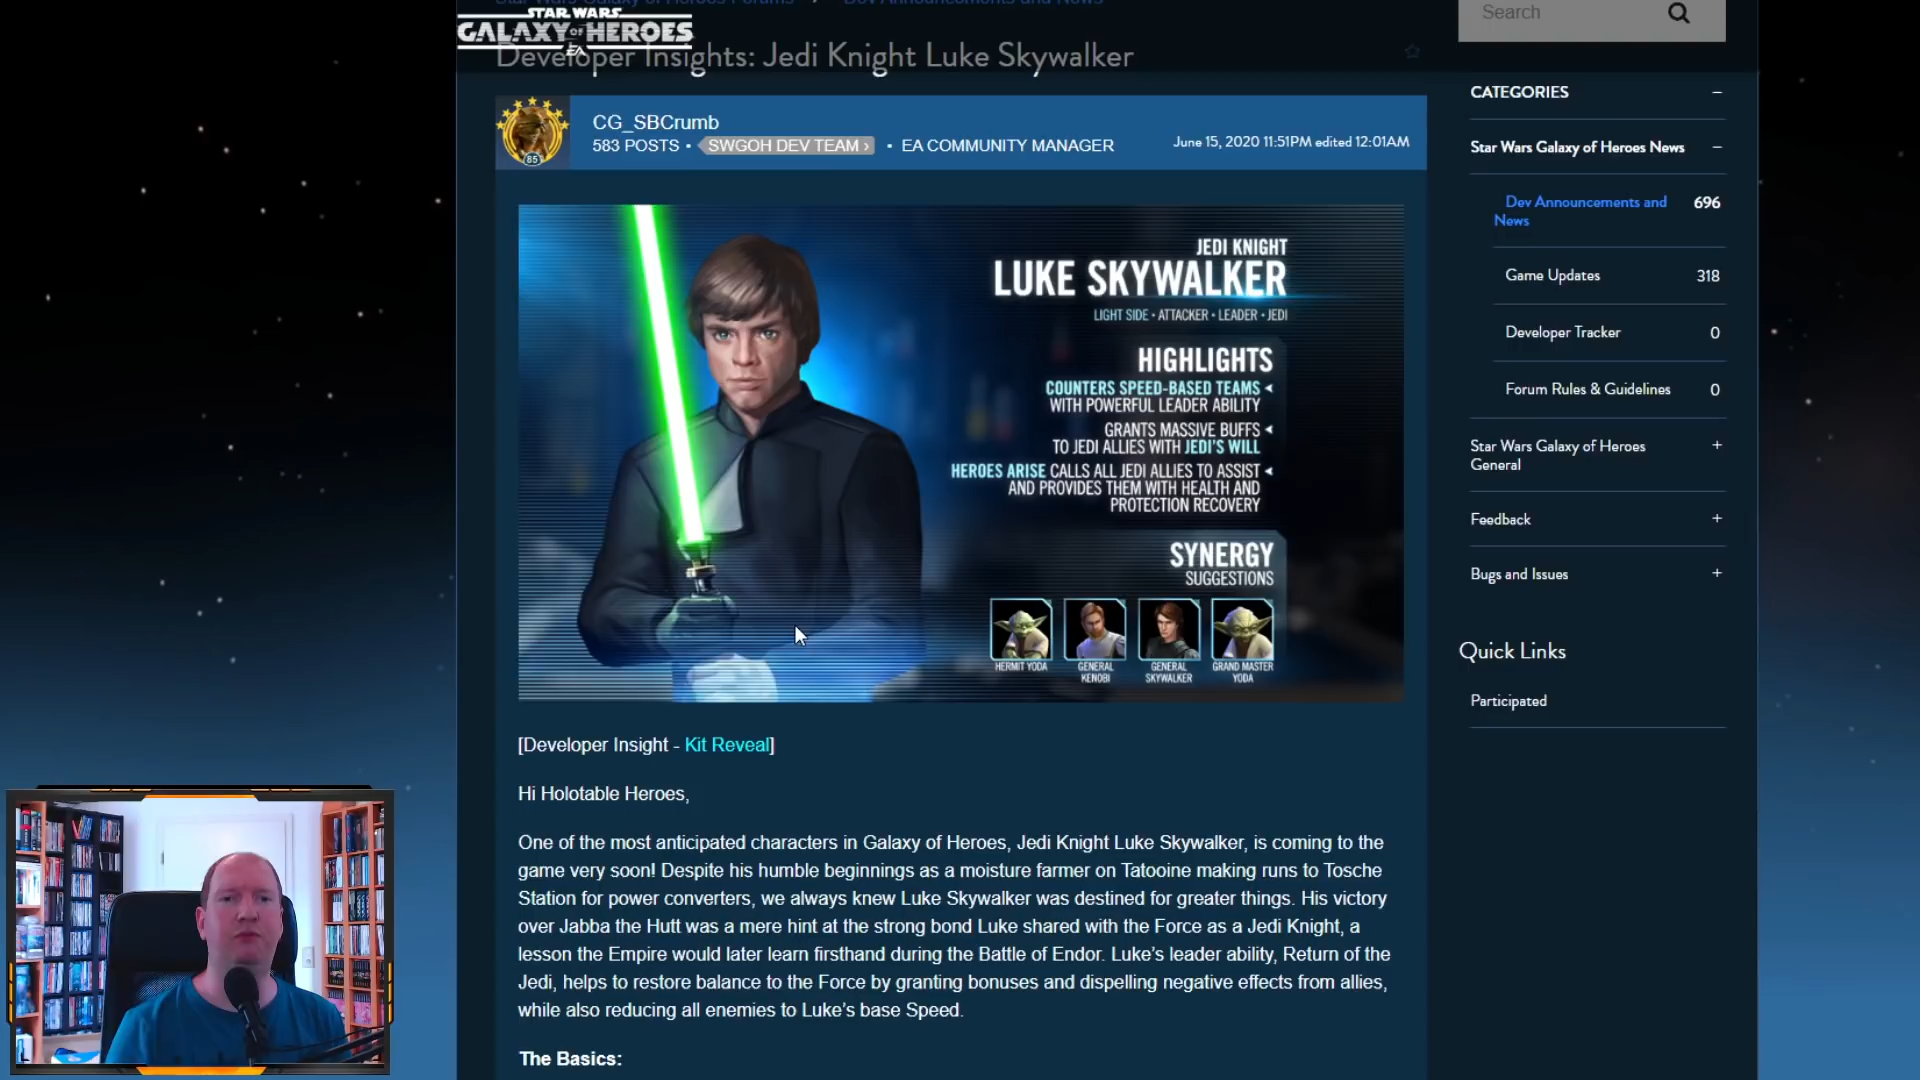 Star Wars Galaxy of Heroes Forums › Dev Announcements and News
STAR WARS
GALAXY OF HEROES
EA
Developer Insights: Jedi Knight Luke Skywalker
CG_SBCrumb
583 POSTS • SWGOH DEV TEAM › • EA COMMUNITY MANAGER
June 15, 2020 11:51PM edited 12:01AM
85
JEDI KNIGHT
LUKE SKYWALKER
LIGHT SIDE • ATTACKER • LEADER • JEDI
HIGHLIGHTS
COUNTERS SPEED-BASED TEAMS
WITH POWERFUL LEADER ABILITY
GRANTS MASSIVE BUFFS
TO JEDI ALLIES WITH JEDI'S WILL
HEROES ARISE CALLS ALL JEDI ALLIES TO ASSIST
AND PROVIDES THEM WITH HEALTH AND
PROTECTION RECOVERY
SYNERGY
SUGGESTIONS
HERMIT YODA
GENERAL
KENOBI
GENERAL
SKYWALKER
GRAND MASTER
YODA
[Developer Insight - Kit Reveal]
Hi Holotable Heroes,
One of the most anticipated characters in Galaxy of Heroes, Jedi Knight Luke Skywalker, is coming to the
game very soon! Despite his humble beginnings as a moisture farmer on Tatooine making runs to Tosche
Station for power converters, we always knew Luke Skywalker was destined for greater things. His victory
over Jabba the Hutt was a mere hint at the strong bond Luke shared with the Force as a Jedi Knight, a
lesson the Empire would later learn firsthand during the Battle of Endor. Luke’s leader ability, Return of the
Jedi, helps to restore balance to the Force by granting bonuses and dispelling negative effects from allies,
while also reducing all enemies to Luke’s base Speed.
The Basics:
Search
CATEGORIES −
Star Wars Galaxy of Heroes News −
Dev Announcements and 696
News
Game Updates 318
Developer Tracker 0
Forum Rules & Guidelines 0
Star Wars Galaxy of Heroes +
General
Feedback +
Bugs and Issues +
Quick Links
Participated